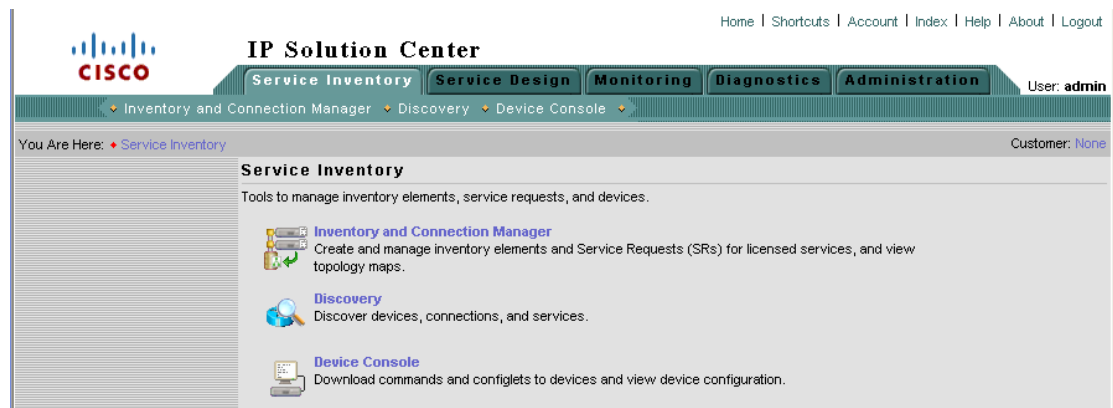 Home | Shortcuts | Account | Index | Help | About | Logout
CISCO
IP Solution Center
Service Inventory Service Design Monitoring Diagnostics Administration
User: admin
Inventory and Connection Manager Discovery Device Console
You Are Here: Service Inventory
Customer: None
Service Inventory
Tools to manage inventory elements, service requests, and devices.
Inventory and Connection Manager
Create and manage inventory elements and Service Requests (SRs) for licensed services, and view
topology maps.
Discovery
Discover devices, connections, and services.
Device Console
Download commands and configlets to devices and view device configuration.